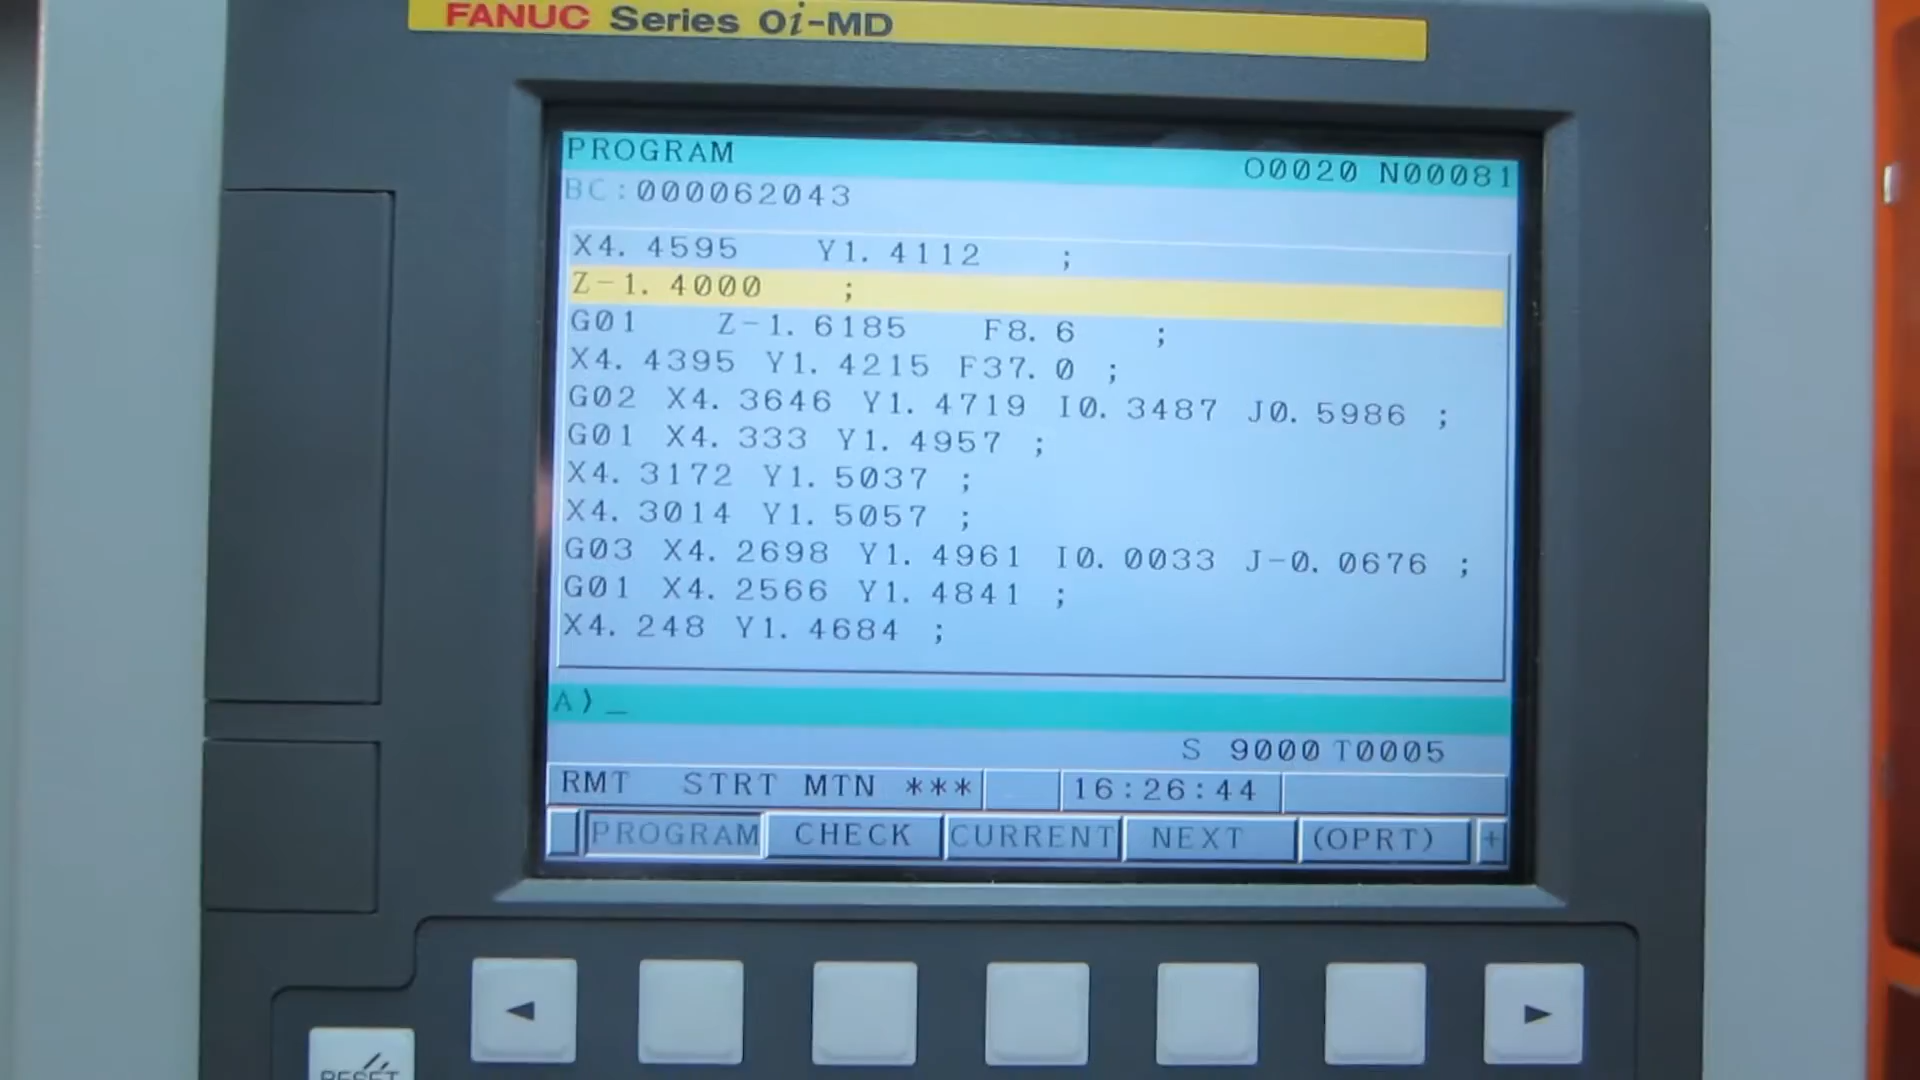 FANUC Series 0i-MD
PROGRAM O0020 N00081
BC:000062043
X4.4595 Y1.4112 ;
Z-1.4000 ;
G01 Z-1.6185 F8.6 ;
X4.4395 Y1.4215 F37.0 ;
G02 X4.3646 Y1.4719 I0.3487 J0.5986 ;
G01 X4.333 Y1.4957 ;
X4.3172 Y1.5037 ;
X4.3014 Y1.5057 ;
G03 X4.2698 Y1.4961 I0.0033 J-0.0676 ;
G01 X4.2566 Y1.4841 ;
X4.248 Y1.4684 ;
A)_
S 9000 T0005
RMT STRT MTN *** 16:26:44
PROGRAM CHECK CURRENT NEXT (OPRT) +
RESET